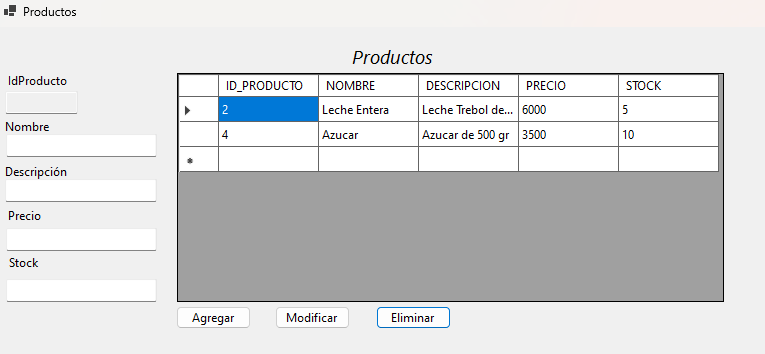 Productos
Productos
IdProducto
Nombre
Descripción
Precio
Stock
ID_PRODUCTO NOMBRE DESCRIPCION PRECIO STOCK
2 Leche Entera Leche Trebol de... 6000 5
4 Azucar Azucar de 500 gr 3500 10
Agregar Modificar Eliminar